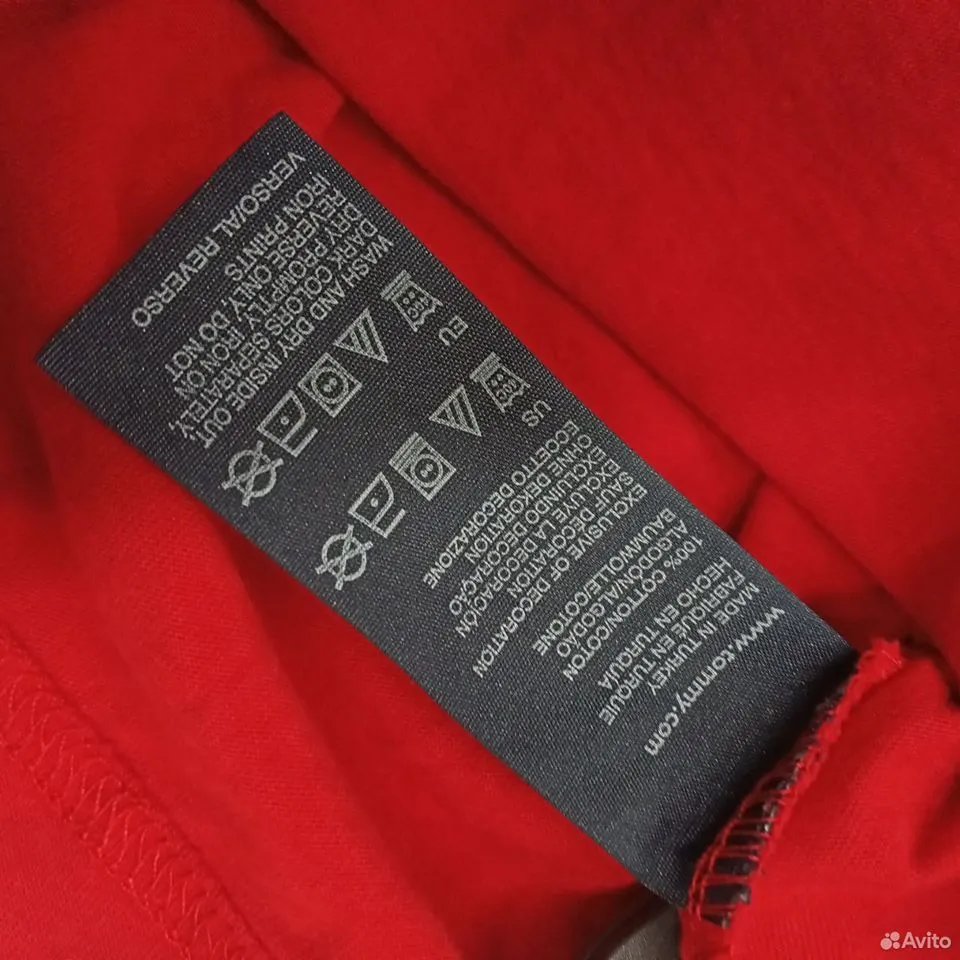 www.tommy.com
MADE IN TURKEY
FABRIQUÉ EN TURQUIE
HECHO EN TURQUIA
100% COTTON/COTON
ALGODÓN/ALGODÃO
BAUMWOLLE/COTONE
EXCLUSIVE OF DECORATION
SAUF DECORATION
EXCLUYE LA DECORACIÓN
EXCLUINDO DECORAÇÃO
OHNE DEKORATION
ECCETTO DECORAZIONE
US
EU
WASH AND DRY INSIDE OUT,
DARK COLORS SEPARATELY,
DRY PROMPTLY, IRON ON
REVERSE ONLY, DO NOT
IRON PRINTS
VERSO/AL REVERSO
Avito